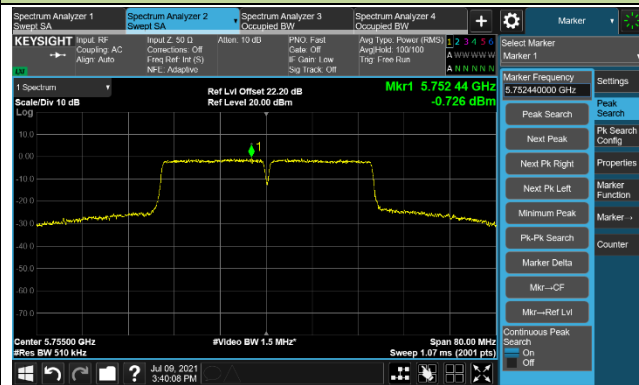 Spectrum Analyzer 1
Swept SA
Spectrum Analyzer 2
Swept SA
Spectrum Analyzer 3
Occupied BW
Spectrum Analyzer 4
Occupied BW
+
Marker
KEYSIGHT
Input: RF
Coupling: AC
Align: Auto
Input Z: 50 Ω
Corrections: Off
Freq Ref: Int (S)
NFE: Adaptive
Atten: 10 dB
PNO: Fast
Gate: Off
IF Gain: Low
Sig Track: Off
Avg Type: Power (RMS)
Avg|Hold: 100/100
Trig: Free Run
1 2 3 4 5 6
A W W W W W
A N N N N N
LXI
Select Marker
Marker 1
1 Spectrum
Scale/Div 10 dB
Log
Ref Lvl Offset 22.20 dB
Ref Level 20.00 dBm
Mkr1 5.752 44 GHz
-0.726 dBm
Marker Frequency
5.752440000 GHz
Settings
Peak Search
Next Peak
Next Pk Right
Next Pk Left
Minimum Peak
Pk-Pk Search
Marker Delta
Mkr→CF
Mkr→Ref Lvl
Continuous Peak
Search
On
Off
Peak
Search
Pk Search
Config
Properties
Marker
Function
Marker→
Counter
10.0
0.00
-10.0
-20.0
-30.0
-40.0
-50.0
-60.0
-70.0
1
Center 5.75500 GHz
#Res BW 510 kHz
#Video BW 1.5 MHz*
Span 80.00 MHz
Sweep 1.07 ms (2001 pts)
?
Jul 09, 2021
3:40:08 PM